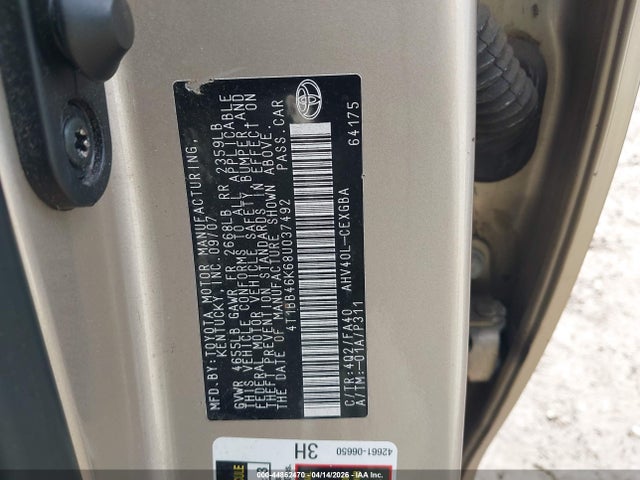 MFD.BY:TOYOTA MOTOR MANUFACTURING,
KENTUCKY, INC. 09/07
GVWR 4655LB GAWR FR 2668LB RR 2359LB
THIS VEHICLE CONFORMS TO ALL APPLICABLE
FEDERAL MOTOR VEHICLE SAFETY, BUMPER, AND
THEFT PREVENTION STANDARDS IN EFFECT ON
THE DATE OF MANUFACTURE SHOWN ABOVE.
4T1BB46K68U037492 PASS.CAR
C/TR:4Q2/FA40 AHV40L-CEXGBA
A/TM:-01A/P311 64175
42661-06650
3H
000-44862470 - 04/14/2026 - IAA Inc.